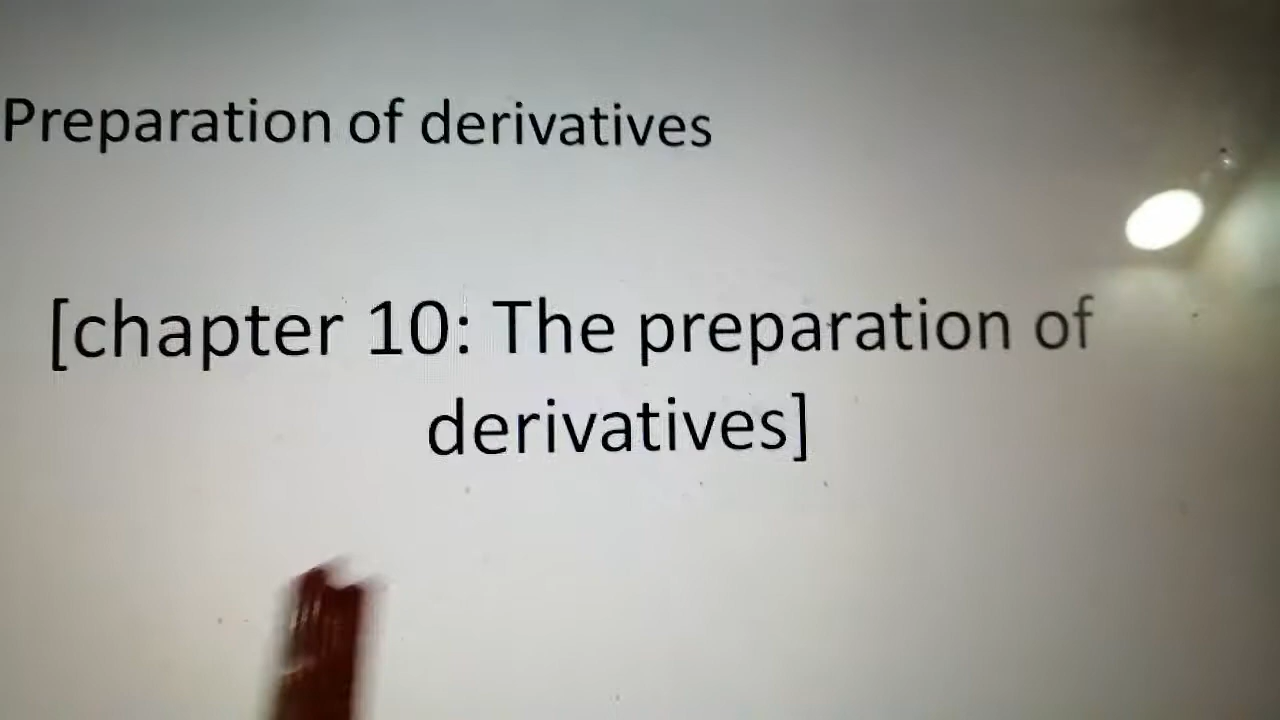 Preparation of derivatives
[chapter 10: The preparation of
derivatives]